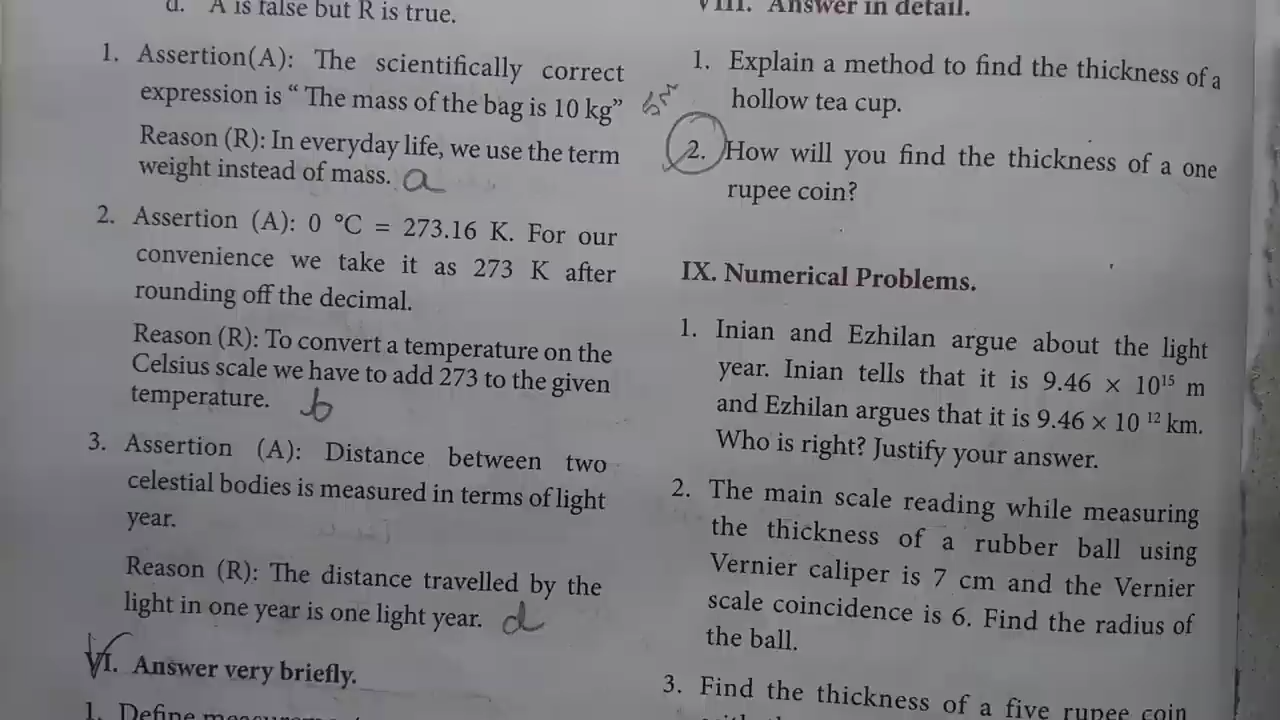 d. A is false but R is true.
1. Assertion(A): The scientifically correct
expression is “ The mass of the bag is 10 kg”
Reason (R): In everyday life, we use the term
weight instead of mass. a
2. Assertion (A): 0 °C = 273.16 K. For our
convenience we take it as 273 K after
rounding off the decimal.
Reason (R): To convert a temperature on the
Celsius scale we have to add 273 to the given
temperature. b
3. Assertion (A): Distance between two
celestial bodies is measured in terms of light
year.
Reason (R): The distance travelled by the
light in one year is one light year. d
VI. Answer very briefly.
1. Define
VIII. Answer in detail.
1. Explain a method to find the thickness of a
hollow tea cup.
2. How will you find the thickness of a one
rupee coin?
IX. Numerical Problems.
1. Inian and Ezhilan argue about the light
year. Inian tells that it is 9.46 × 10¹⁵ m
and Ezhilan argues that it is 9.46 × 10 ¹² km.
Who is right? Justify your answer.
2. The main scale reading while measuring
the thickness of a rubber ball using
Vernier caliper is 7 cm and the Vernier
scale coincidence is 6. Find the radius of
the ball.
3. Find the thickness of a five rupee coin